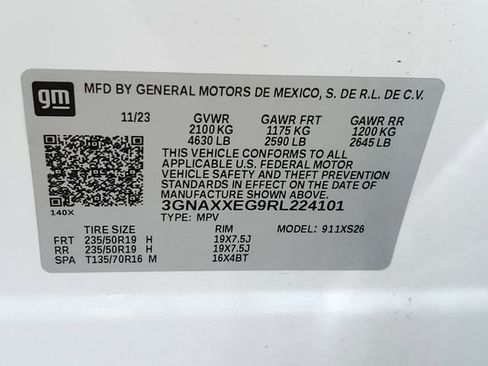 gm
MFD BY GENERAL MOTORS DE MEXICO, S. DE R.L. DE C.V.
11/23 GVWR GAWR FRT GAWR RR
2100 KG 1175 KG 1200 KG
4630 LB 2590 LB 2645 LB
THIS VEHICLE CONFORMS TO ALL
APPLICABLE U.S. FEDERAL MOTOR
VEHICLE SAFETY AND THEFT PREVENTION
STANDARDS IN EFFECT ON THE DATE OF
MANUFACTURE SHOWN ABOVE.
3GNAXXEG9RL224101
140X TYPE: MPV
TIRE SIZE RIM MODEL: 911XS26
FRT 235/50R19 H 19X7.5J
RR 235/50R19 H 19X7.5J
SPA T135/70R16 M 16X4BT